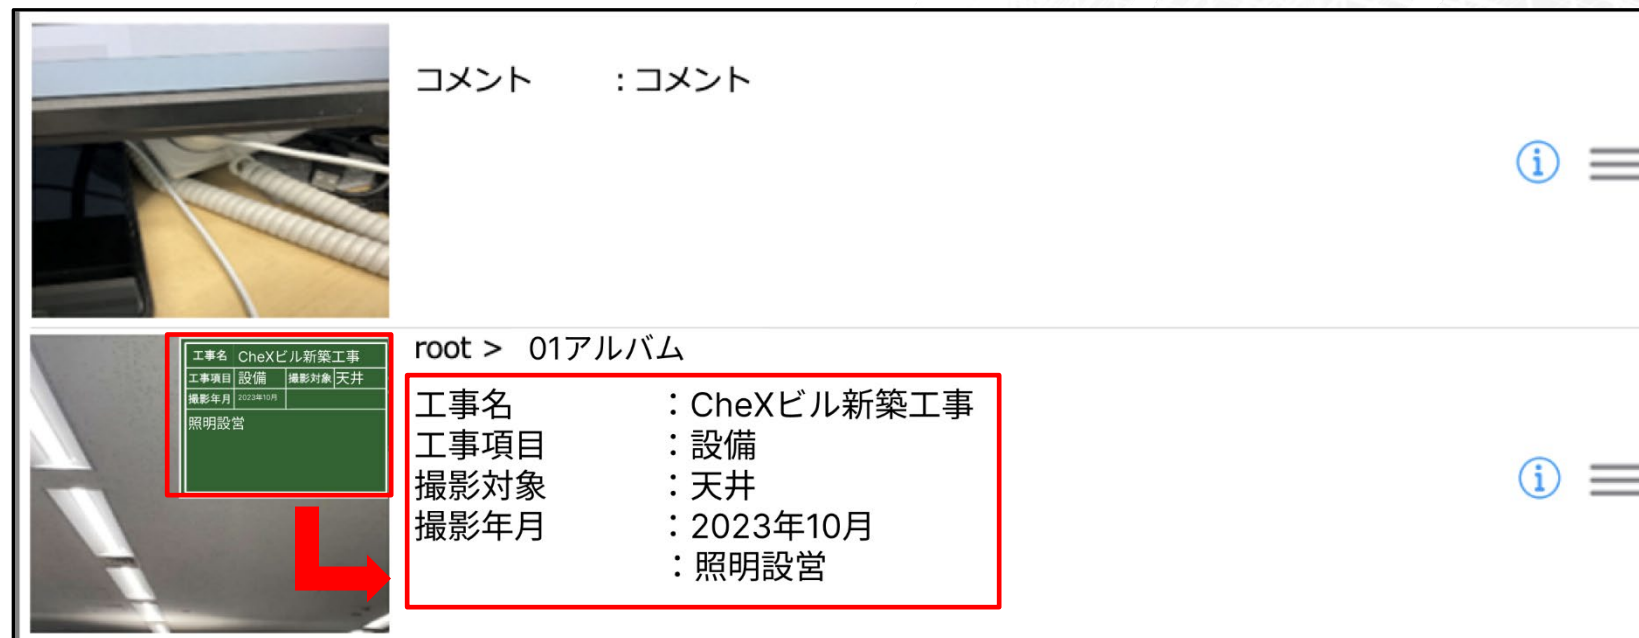 コメント　　：コメント
工事名 CheXビル新築工事
工事項目 設備 撮影対象 天井
撮影年月 2023年10月
照明設営
root > 01アルバム
工事名　　：CheXビル新築工事
工事項目　　：設備
撮影対象　　：天井
撮影年月　　：2023年10月
：照明設営